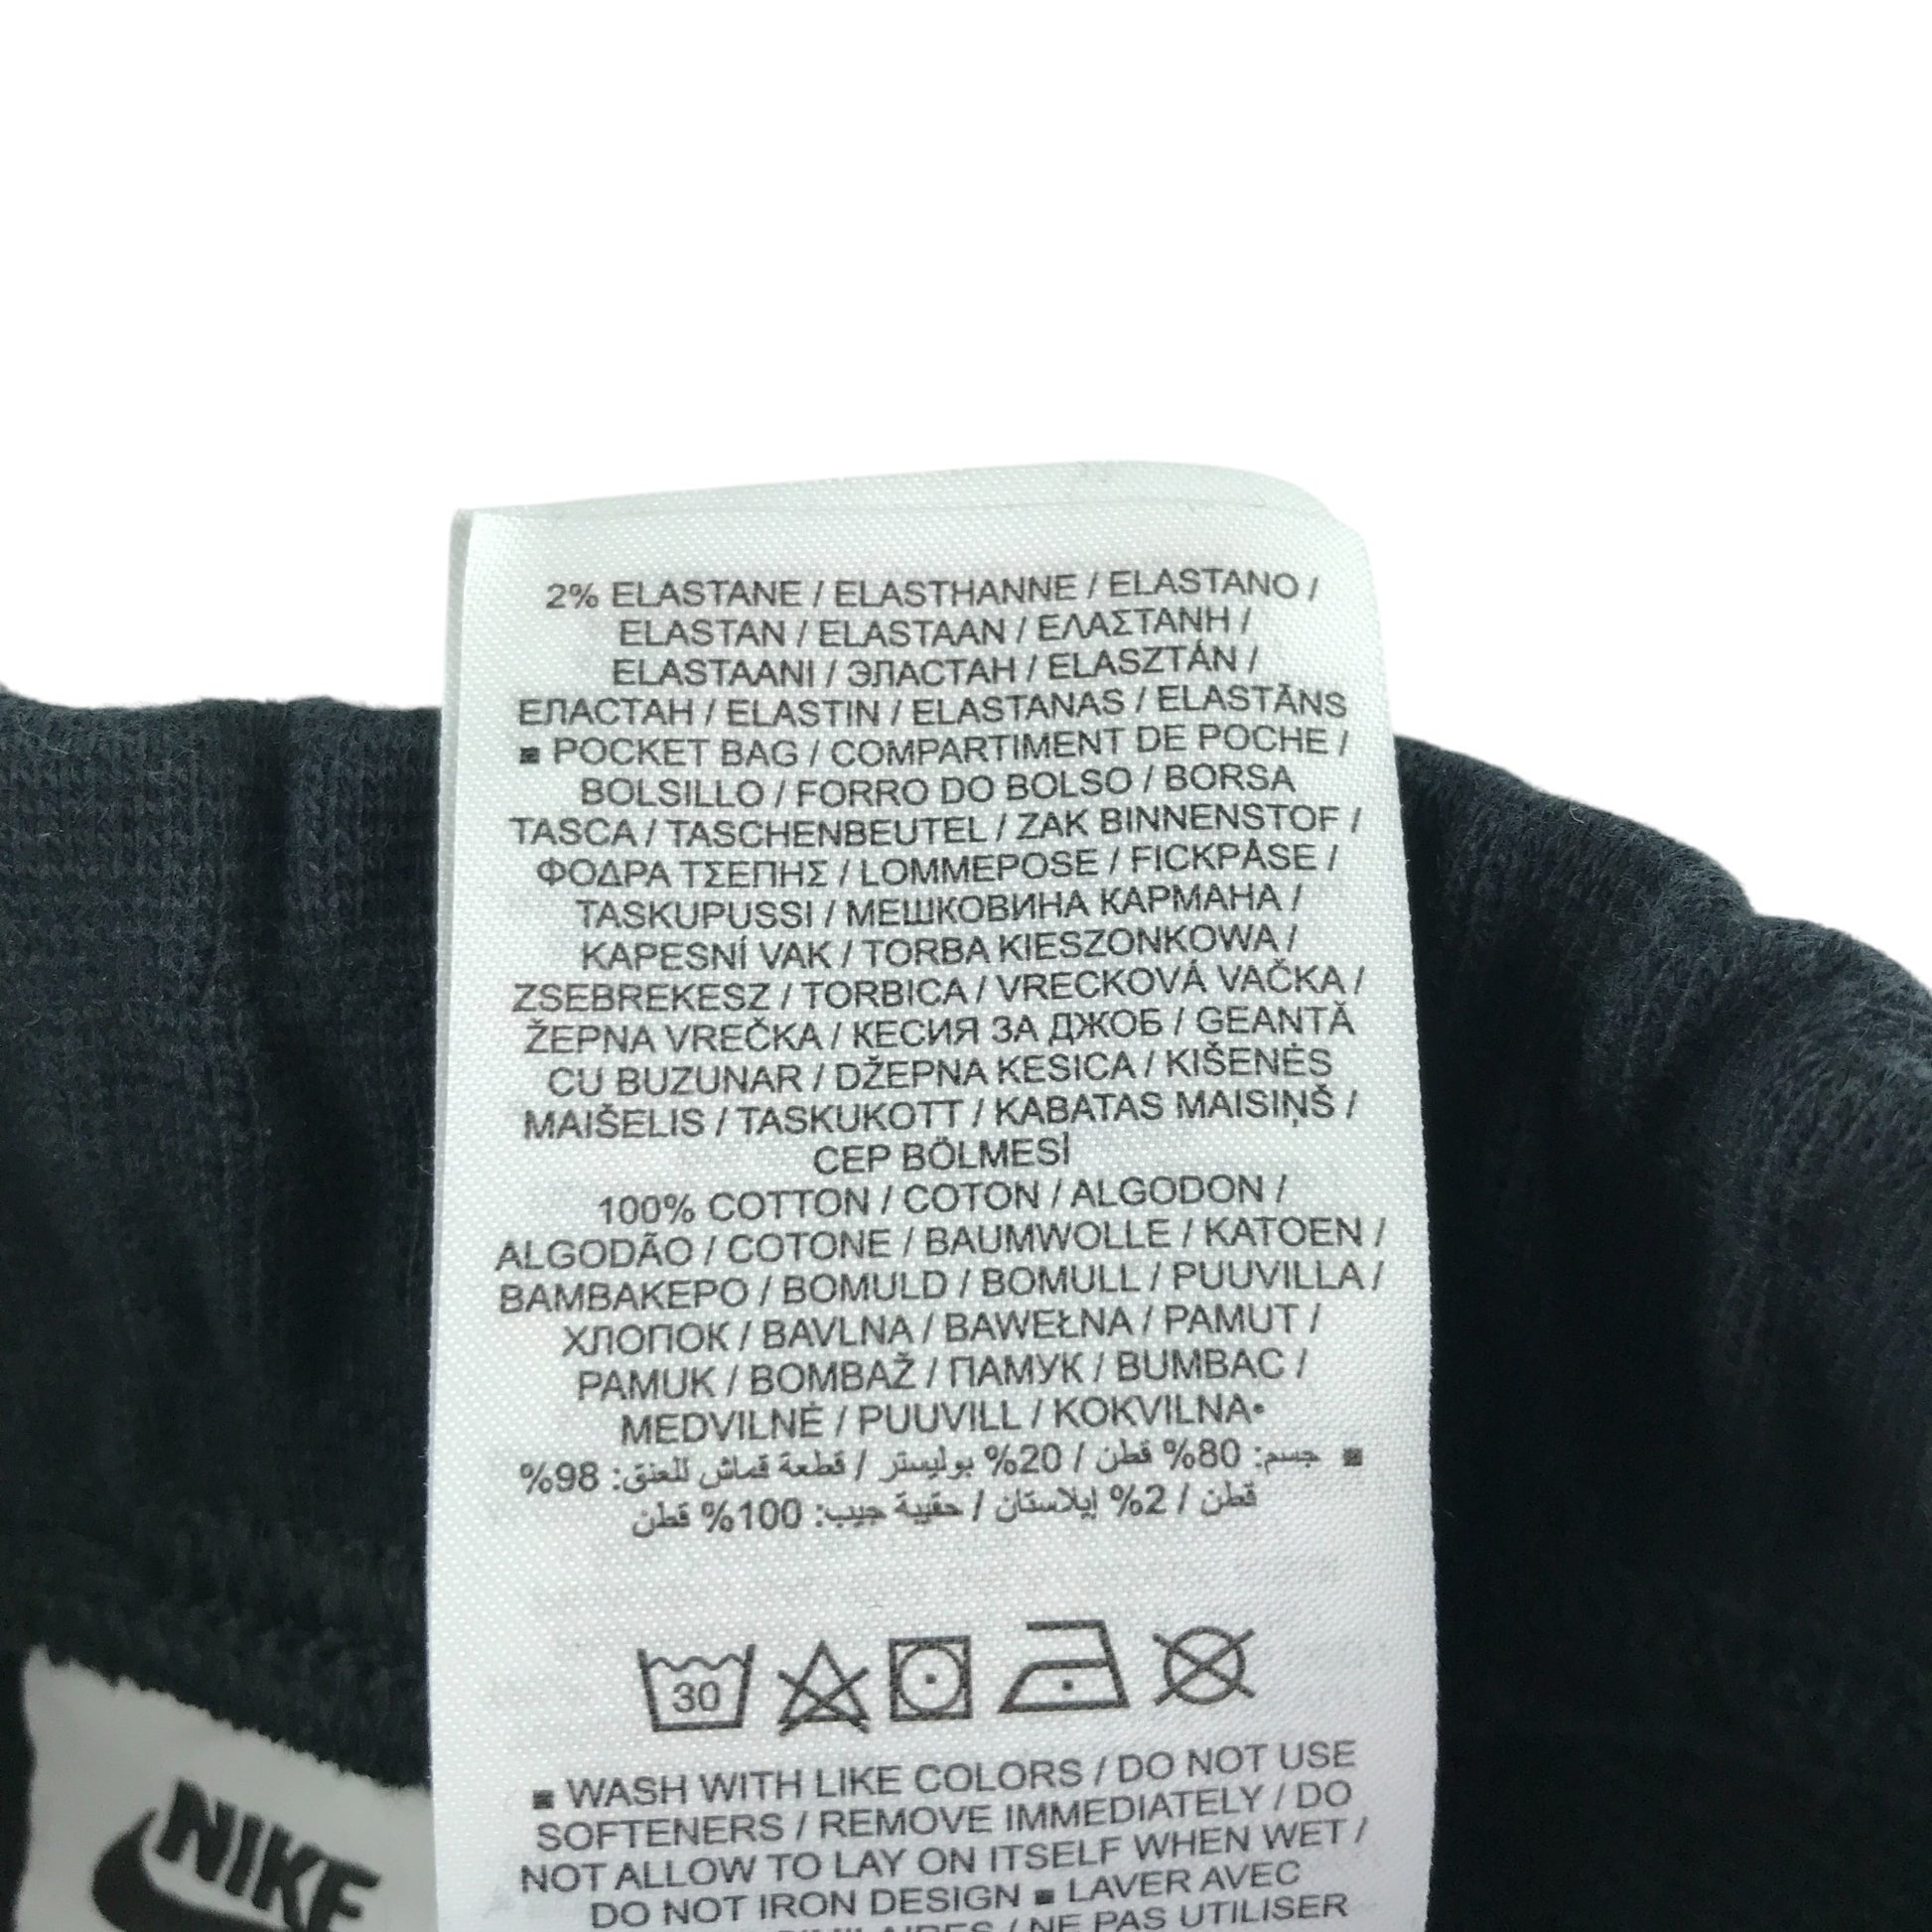 2% ELASTANE / ELASTHANNE / ELASTANO /
ELASTAN / ELASTAAN / ΕΛΑΣΤΑΝΗ /
ELASTAANI / ЭЛАСТАН / ELASZTÁN /
ЕЛАСТАН / ELASTIN / ELASTANAS / ELASTĀNS
■ POCKET BAG / COMPARTIMENT DE POCHE /
BOLSILLO / FORRO DO BOLSO / BORSA
TASCA / TASCHENBEUTEL / ZAK BINNENSTOF /
ΦΟΔΡΑ ΤΣΕΠΗΣ / LOMMEPOSE / FICKPÅSE /
TASKUPUSSI / МЕШКОВИНА КАРМАНА /
KAPESNÍ VAK / TORBA KIESZONKOWA /
ZSEBREKESZ / TORBICA / VRECKOVÁ VAČKA /
ŽEPNA VREČKA / КЕСИЯ ЗА ДЖОБ / GEANTĂ
CU BUZUNAR / DŽEPNA KESICA / KIŠENĖS
MAIŠELIS / TASKUKOTT / KABATAS MAISIŅŠ /
CEP BÖLMESİ
100% COTTON / COTON / ALGODON /
ALGODÃO / COTONE / BAUMWOLLE / KATOEN /
ΒΑΜΒΑΚΕΡΟ / BOMULD / BOMULL / PUUVILLA /
ХЛОПОК / BAVLNA / BAWEŁNA / PAMUT /
PAMUK / BOMBAŽ / ПАМУК / BUMBAC /
MEDVILNĖ / PUUVILL / KOKVILNA•
■ جسم: 80% قطن / 20% بوليستر / قطعة قماش للعنق: 98%
قطن / 2% إيلاستان / حقيبة جيب: 100% قطن
30
■ WASH WITH LIKE COLORS / DO NOT USE
SOFTENERS / REMOVE IMMEDIATELY / DO
NOT ALLOW TO LAY ON ITSELF WHEN WET /
DO NOT IRON DESIGN ■ LAVER AVEC
SIMILAIRES / NE PAS UTILISER
NIKE